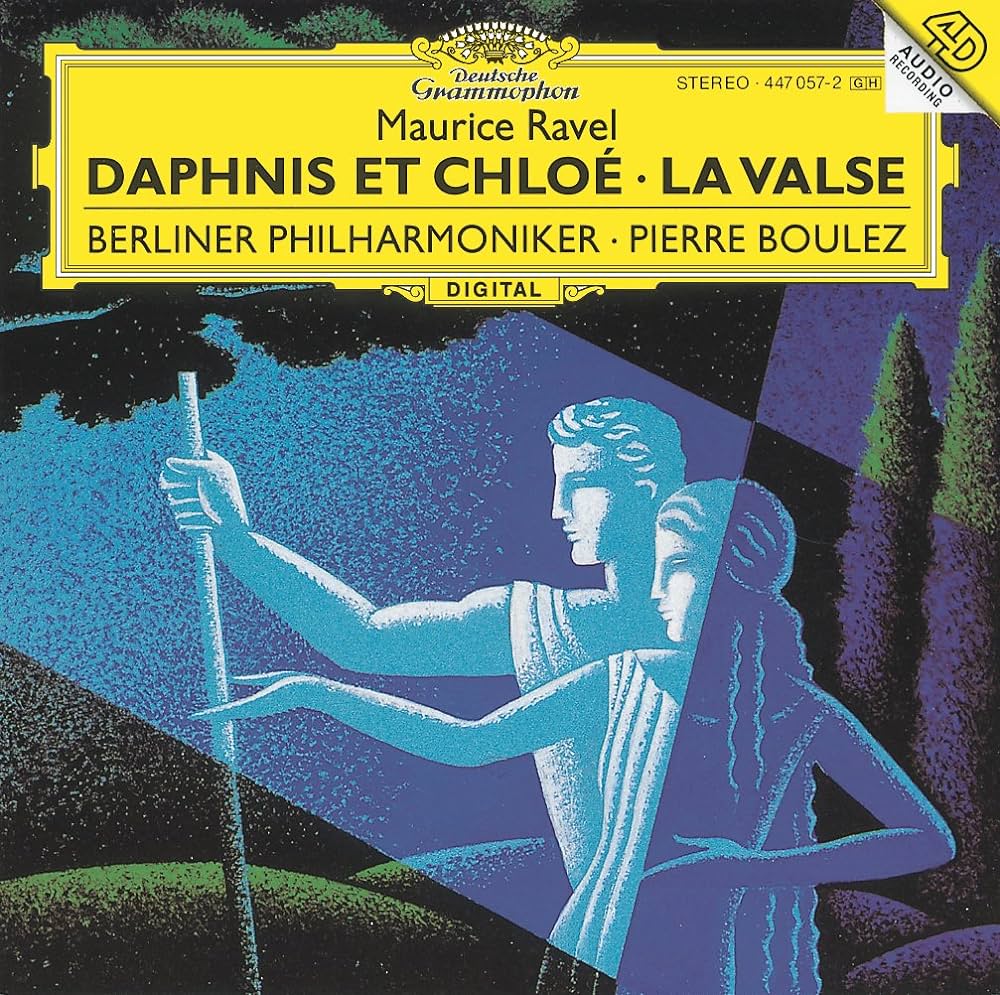 Deutsche
Grammophon
STEREO · 447 057-2 GH
4D
AUDIO
RECORDING
Maurice Ravel
DAPHNIS ET CHLOÉ · LA VALSE
BERLINER PHILHARMONIKER · PIERRE BOULEZ
DIGITAL